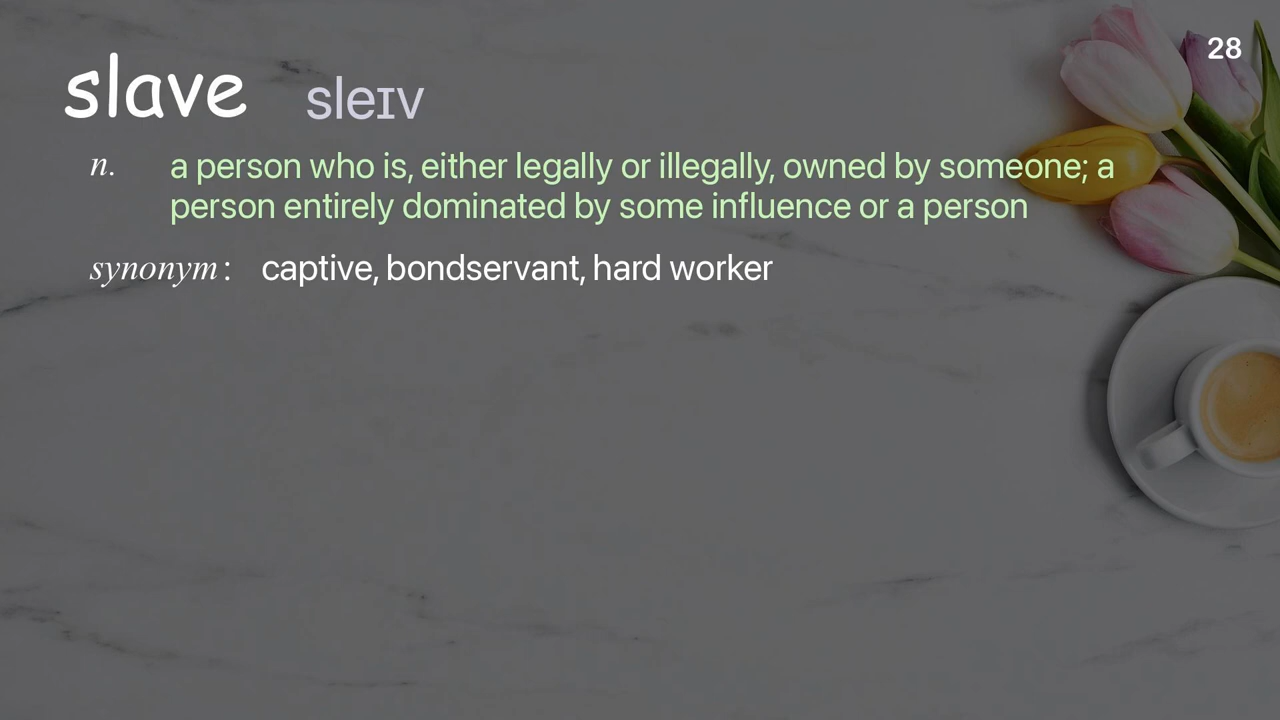 28
slave sleɪv
n. a person who is, either legally or illegally, owned by someone; a
person entirely dominated by some influence or a person
synonym: captive, bondservant, hard worker